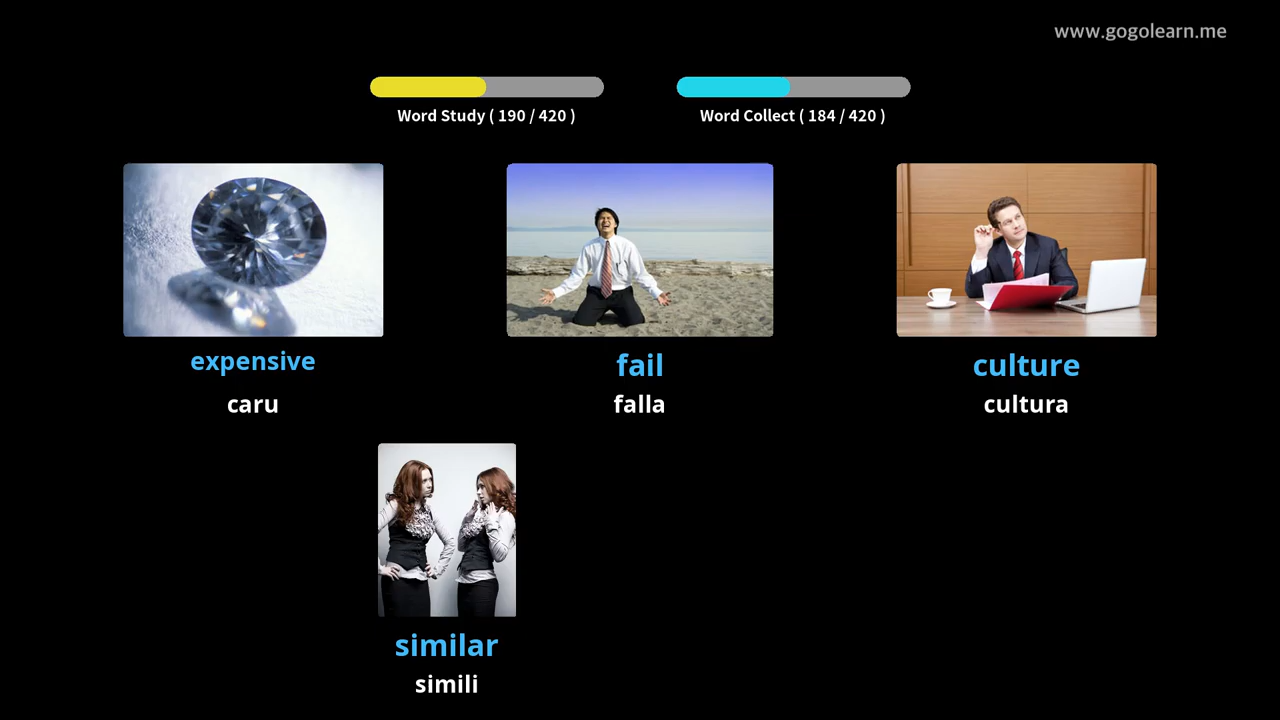 www.gogolearn.me
Word Study ( 190 / 420 )
Word Collect ( 184 / 420 )
expensive
caru
fail
falla
culture
cultura
similar
simili